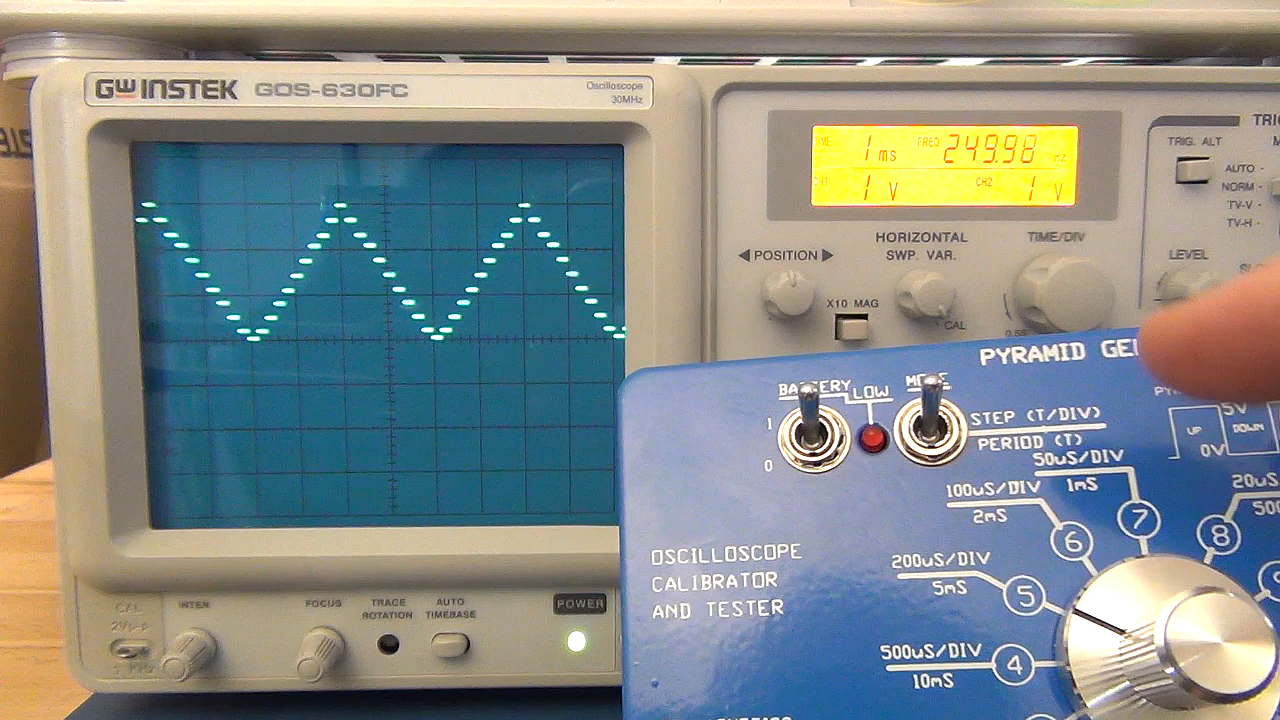 GW INSTEK GOS-630FC
Oscilloscope
30MHz
TIME 1 ms FREQ 249.98 Hz
CH1 1 V CH2 1 V
TRIG. ALT
AUTO
NORM
TV-V
TV-H
HORIZONTAL
POSITION
SWP. VAR.
TIME/DIV
LEVEL
X10 MAG
CAL
PYRAMID
BATTERY
LOW
MODE
1
0
STEP (T/DIV)
PERIOD (T)
UP
5V
DOWN
0V
50uS/DIV
1mS
7
100uS/DIV
2mS
6
8
200uS/DIV
5mS
5
500uS/DIV
10mS
4
OSCILLOSCOPE
CALIBRATOR
AND TESTER
CAL
INTEN
FOCUS
TRACE
ROTATION
AUTO
TIMEBASE
POWER